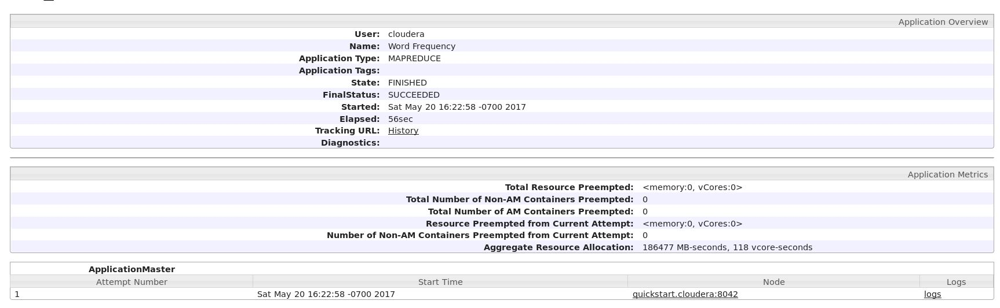 Application Overview
User: cloudera
Name: Word Frequency
Application Type: MAPREDUCE
Application Tags:
State: FINISHED
FinalStatus: SUCCEEDED
Started: Sat May 20 16:22:58 -0700 2017
Elapsed: 56sec
Tracking URL: History
Diagnostics:
Application Metrics
Total Resource Preempted: <memory:0, vCores:0>
Total Number of Non-AM Containers Preempted: 0
Total Number of AM Containers Preempted: 0
Resource Preempted from Current Attempt: <memory:0, vCores:0>
Number of Non-AM Containers Preempted from Current Attempt: 0
Aggregate Resource Allocation: 186477 MB-seconds, 118 vcore-seconds
ApplicationMaster
Attempt Number Start Time Node Logs
1 Sat May 20 16:22:58 -0700 2017 quickstart.cloudera:8042 logs